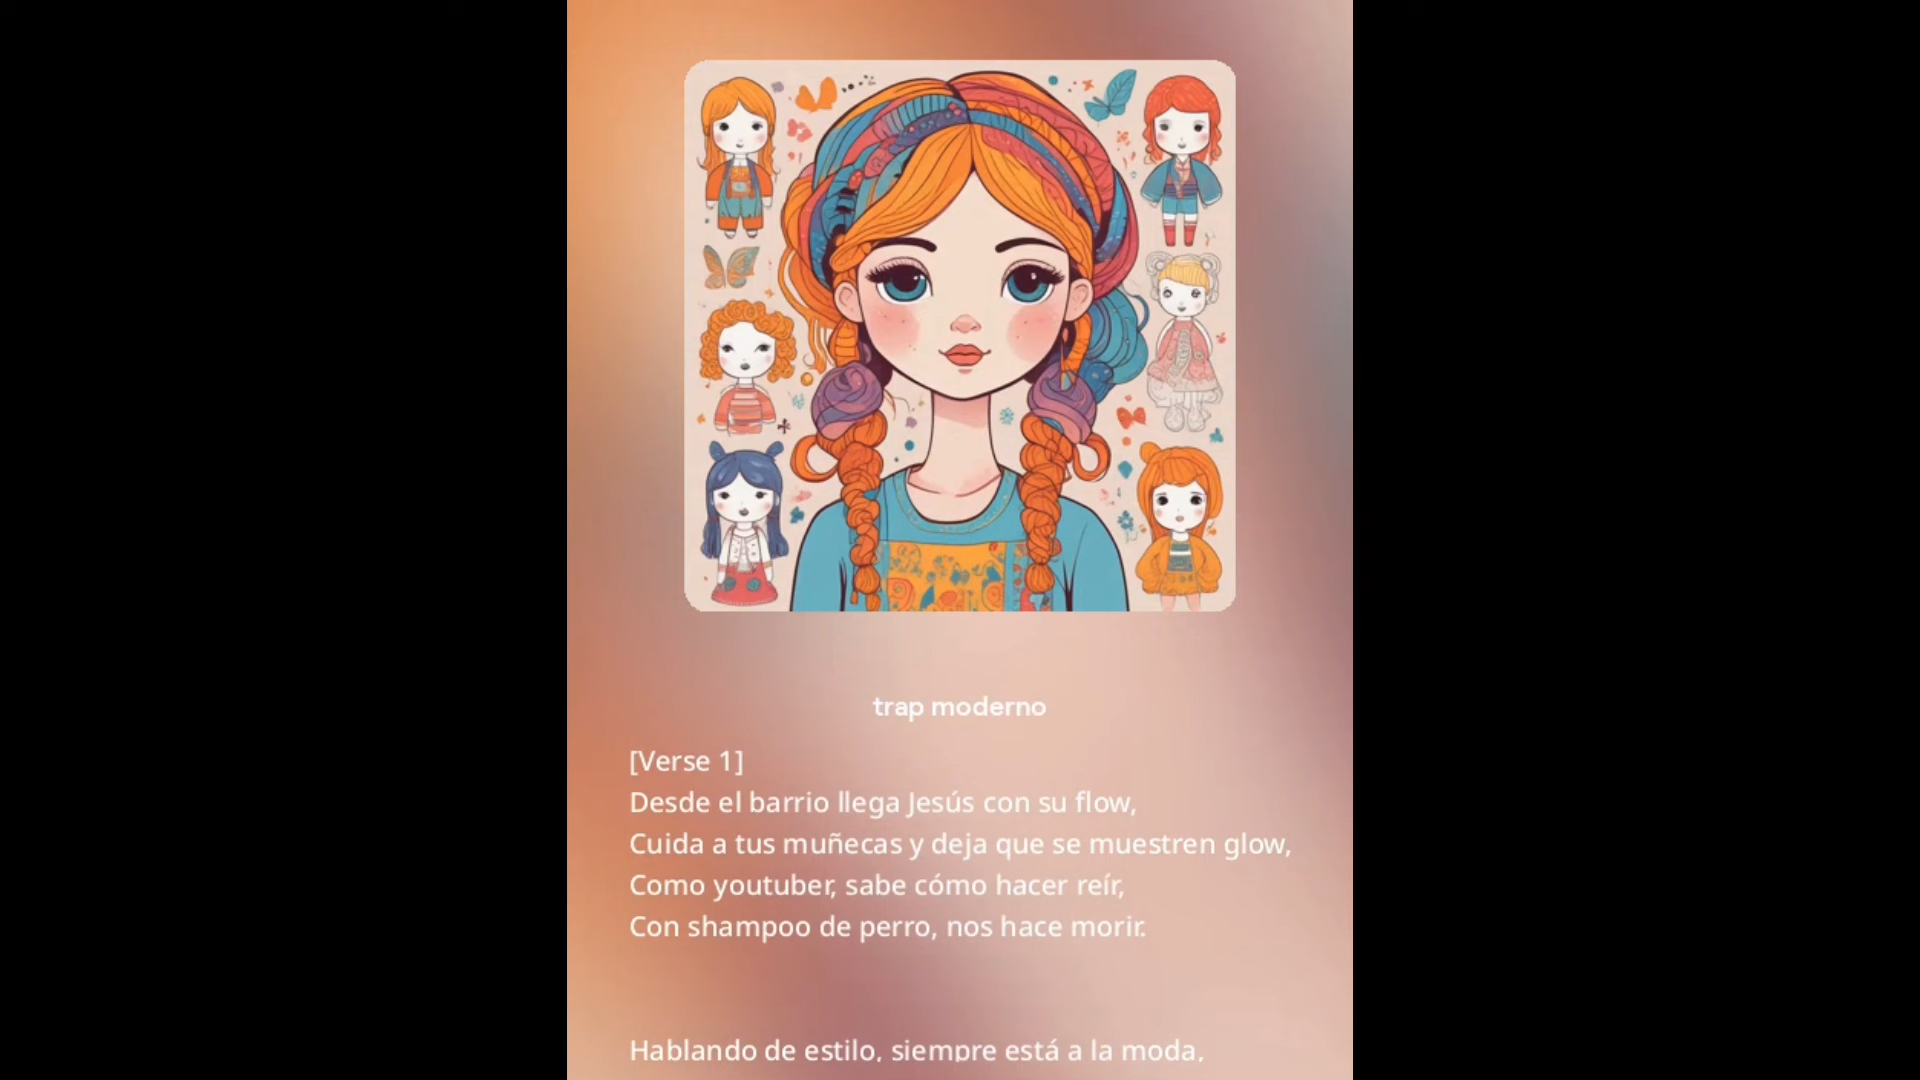 trap moderno
[Verse 1]
Desde el barrio llega Jesús con su flow,
Cuida a tus muñecas y deja que se muestren glow,
Como youtuber, sabe cómo hacer reír,
Con shampoo de perro, nos hace morir.
Hablando de estilo, siempre está a la moda,